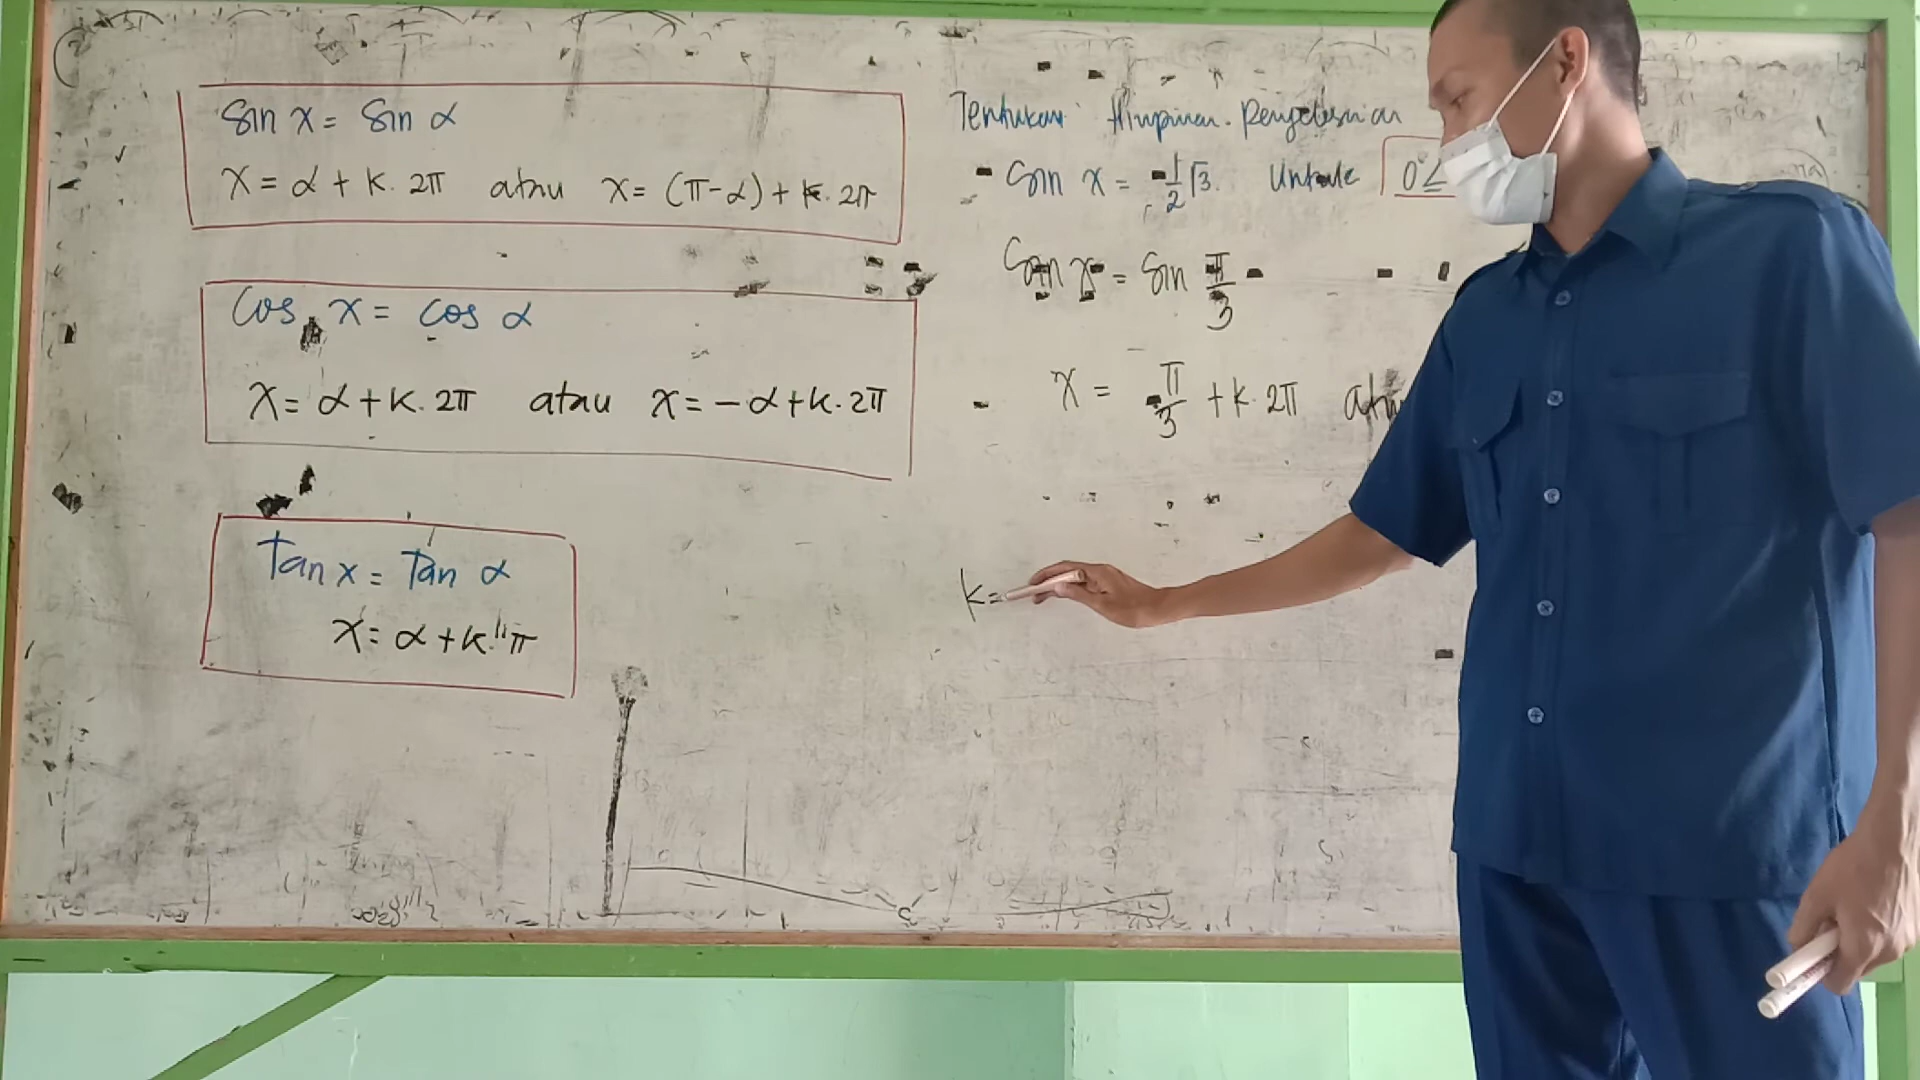 Sin x = Sin α
x = α + k. 2π atau x = (π-α) + k. 2π
Cos x = Cos α
x = α + k. 2π atau x = -α + k. 2π
Tan x = Tan α
x = α + k. π
Tentukan Himpunan Penyelesaian
Sin x = 1/2 √3. Untuk 0° ≤
Sin x = Sin π/3
x = π/3 + k. 2π
k =